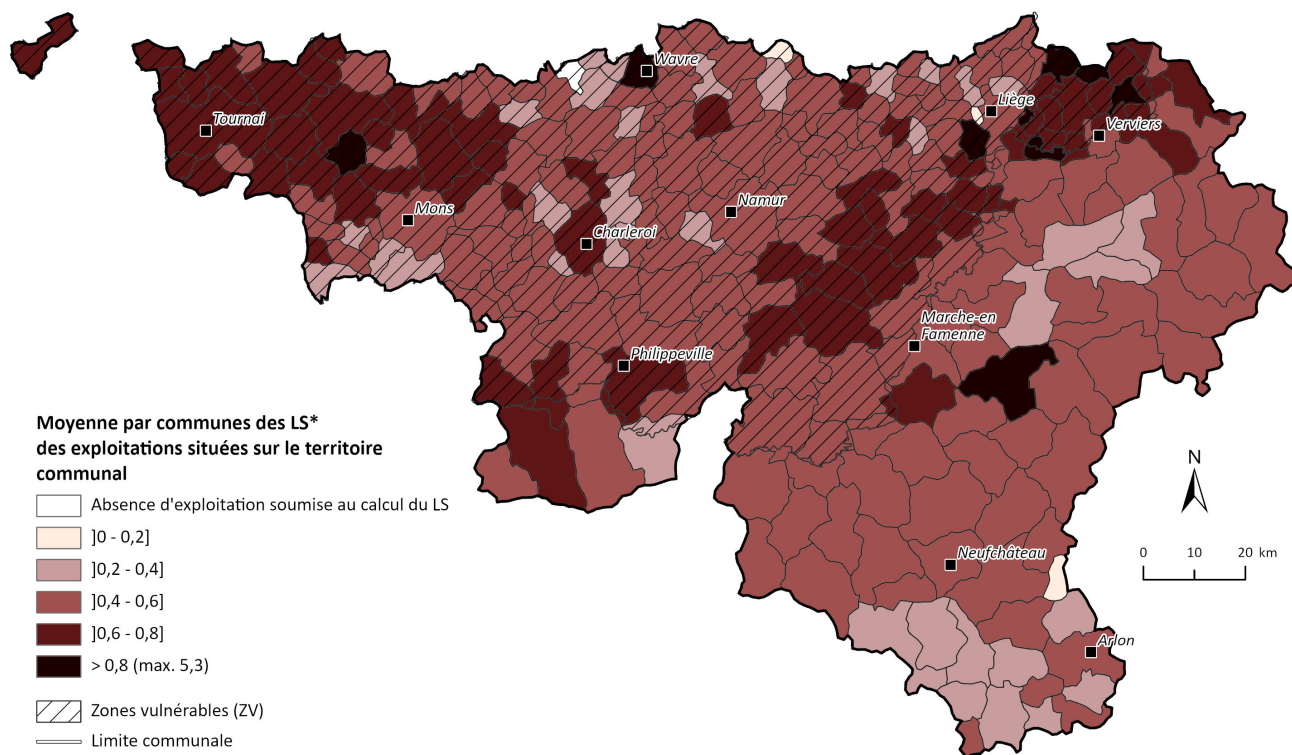 Wavre
Liège
Tournai
Verviers
Mons
Namur
Charleroi
Marche-en
Famenne
Philippeville
Moyenne par communes des LS*
des exploitations situées sur le territoire
communal
Absence d'exploitation soumise au calcul du LS
]0 - 0,2]
]0,2 - 0,4]
]0,4 - 0,6]
]0,6 - 0,8]
> 0,8 (max. 5,3)
Zones vulnérables (ZV)
Limite communale
N
0 10 20 km
Neufchâteau
Arlon